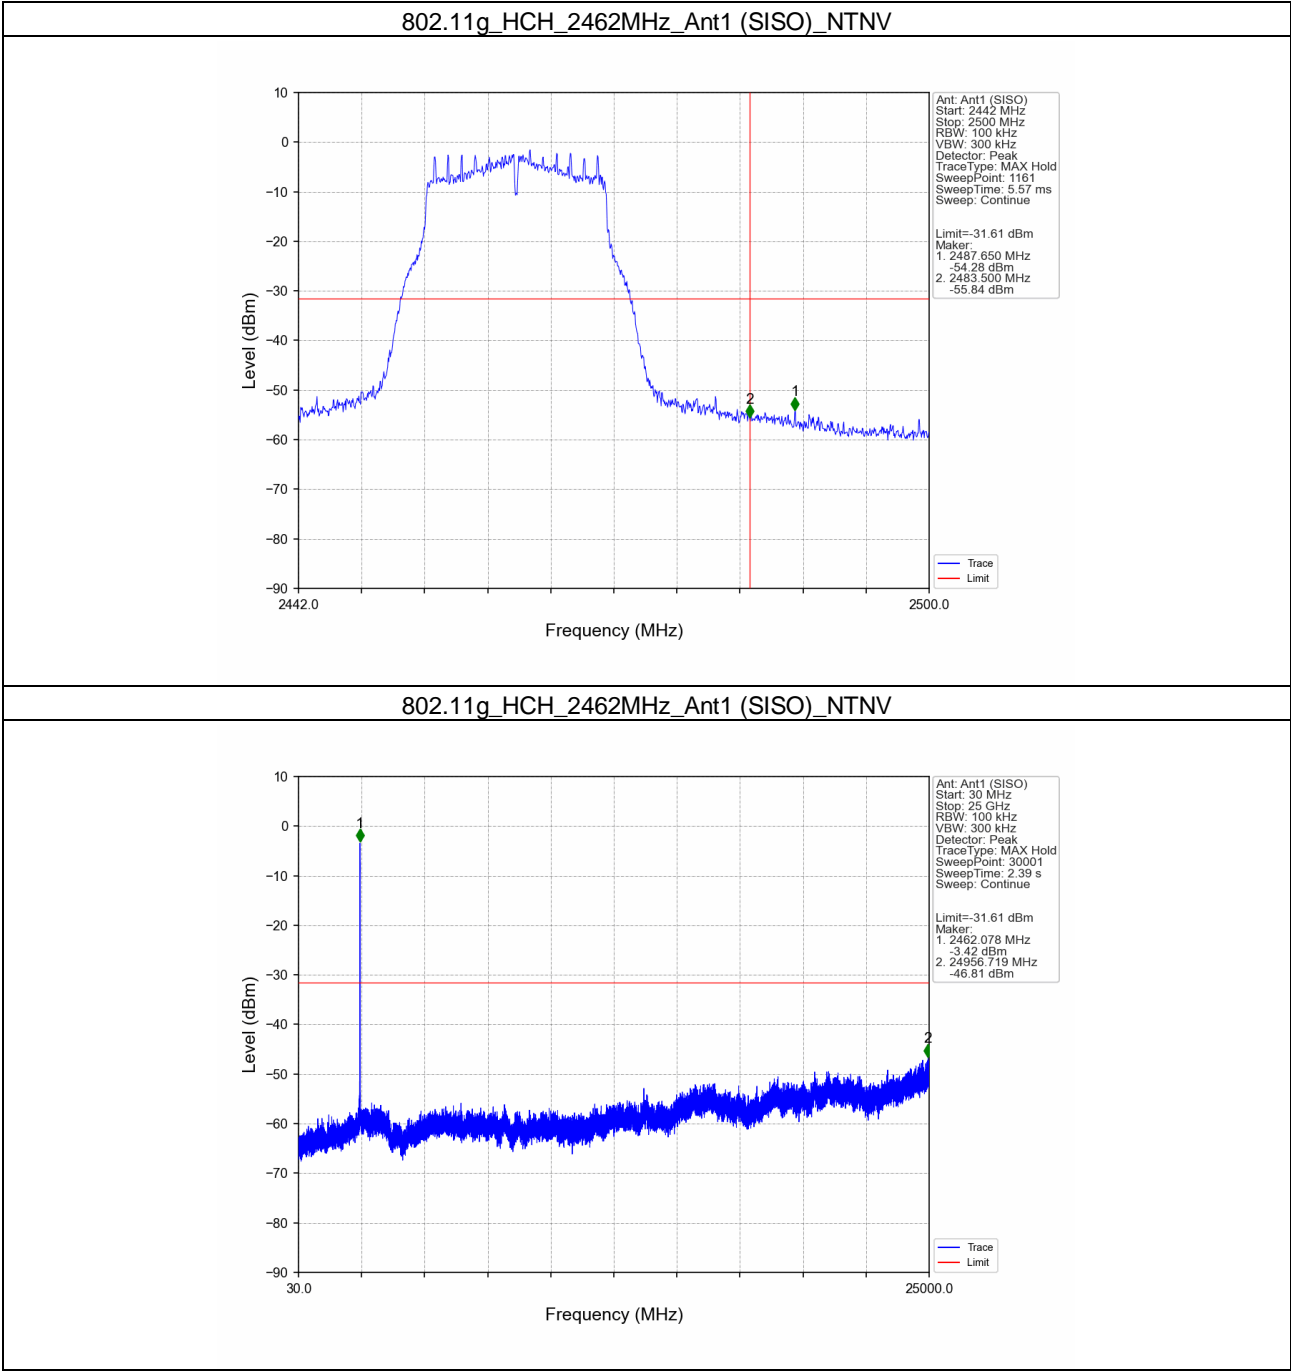 802.11g_HCH_2462MHz_Ant1 (SISO)_NTNV
10
0
−10
−20
−30
−40
−50
−60
−70
−80
−90
Level (dBm)
2442.0
2500.0
Frequency (MHz)
2
1
Ant: Ant1 (SISO)
Start: 2442 MHz
Stop: 2500 MHz
RBW: 100 kHz
VBW: 300 kHz
Detector: Peak
TraceType: MAX Hold
SweepPoint: 1161
SweepTime: 5.57 ms
Sweep: Continue
Limit=-31.61 dBm
Maker:
1. 2487.650 MHz
-54.28 dBm
2. 2483.500 MHz
-55.84 dBm
Trace
Limit
802.11g_HCH_2462MHz_Ant1 (SISO)_NTNV
10
0
−10
−20
−30
−40
−50
−60
−70
−80
−90
Level (dBm)
30.0
25000.0
Frequency (MHz)
1
2
Ant: Ant1 (SISO)
Start: 30 MHz
Stop: 25 GHz
RBW: 100 kHz
VBW: 300 kHz
Detector: Peak
TraceType: MAX Hold
SweepPoint: 30001
SweepTime: 2.39 s
Sweep: Continue
Limit=-31.61 dBm
Maker:
1. 2462.078 MHz
-3.42 dBm
2. 24956.719 MHz
-46.81 dBm
Trace
Limit